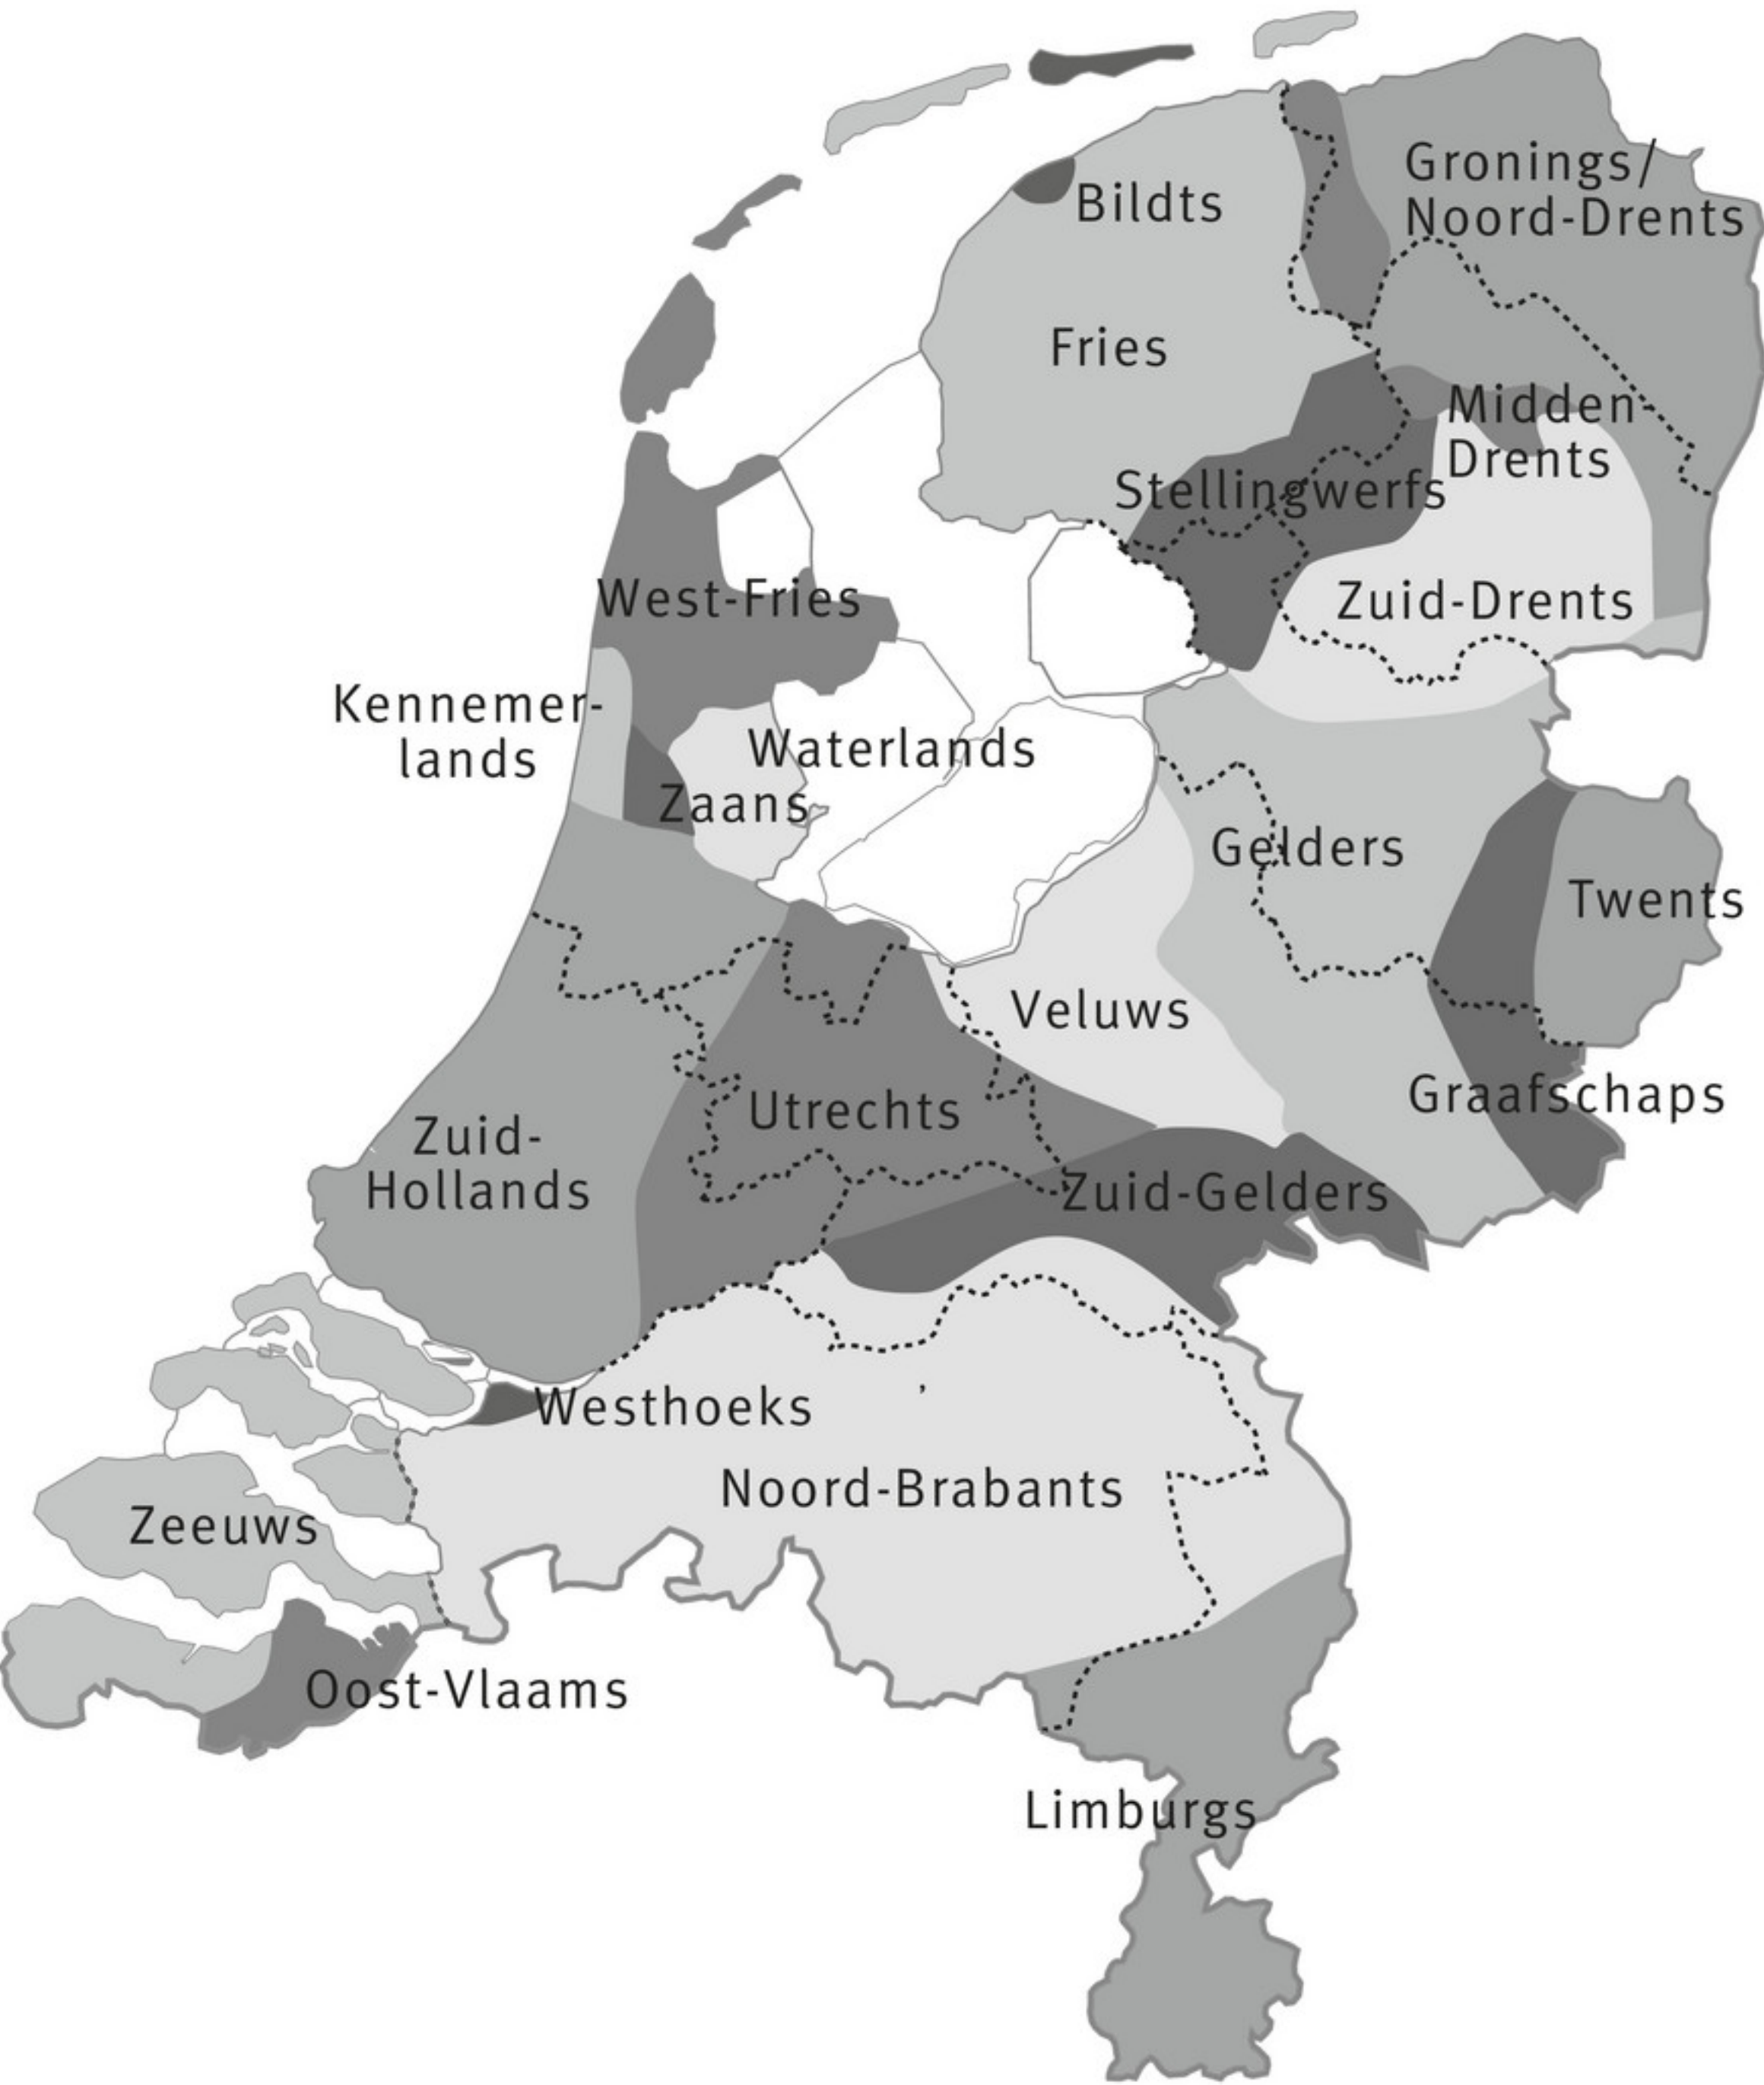 Gronings/
Noord-Drents
Bildts
Fries
Midden-
Drents
Stellingwerfs
West-Fries
Zuid-Drents
Kennemer-
lands
Waterlands
Zaans
Gelders
Twents
Veluws
Graafschaps
Utrechts
Zuid-
Hollands
Zuid-Gelders
Westhoeks
Noord-Brabants
Zeeuws
Oost-Vlaams
Limburgs